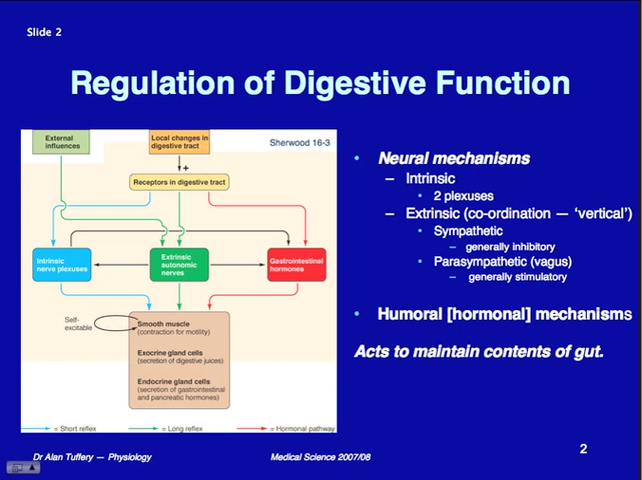 Slide 2
Regulation of Digestive Function
External
influences
Local changes in
digestive tract
Sherwood 16-3
+
Receptors in digestive tract
Intrinsic
nerve plexuses
Extrinsic
autonomic
nerves
Gastrointestinal
hormones
Self-
excitable
Smooth muscle
(contraction for motility)
Exocrine gland cells
(secretion of digestive juices)
Endocrine gland cells
(secretion of gastrointestinal
and pancreatic hormones)
= Short reflex
= Long reflex
= Hormonal pathway
• Neural mechanisms
– Intrinsic
• 2 plexuses
– Extrinsic (co-ordination — ‘vertical’)
• Sympathetic
– generally inhibitory
• Parasympathetic (vagus)
– generally stimulatory
• Humoral [hormonal] mechanisms
Acts to maintain contents of gut.
Dr Alan Tuffery — Physiology
Medical Science 2007/08
2